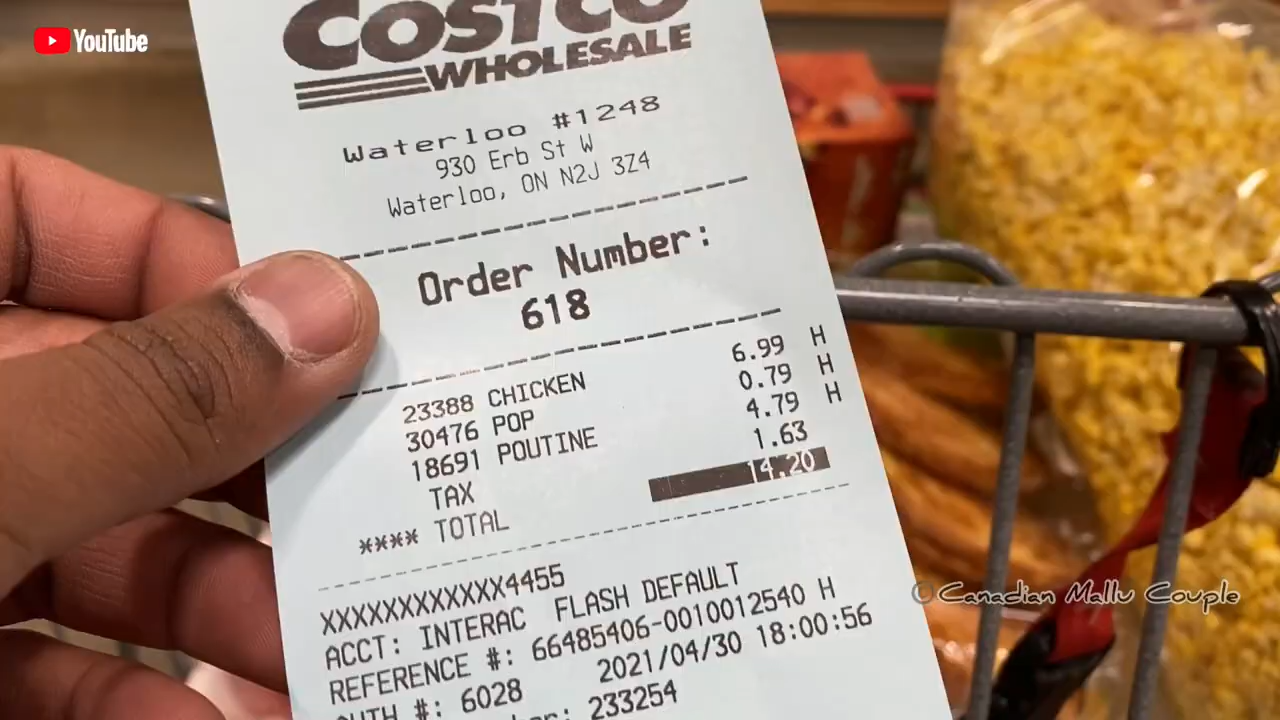 YouTube
COSTCO
WHOLESALE
Waterloo #1248
930 Erb St W
Waterloo, ON N2J 3Z4
Order Number:
618
23388 CHICKEN 6.99 H
30476 POP 0.79 H
18691 POUTINE 4.79 H
TAX 1.63
**** TOTAL 14.20
XXXXXXXXXXXX4455
ACCT: INTERAC FLASH DEFAULT
REFERENCE #: 66485406-0010012540 H
AUTH #: 6028 2021/04/30 18:00:56
233254
©Canadian Mallu Couple